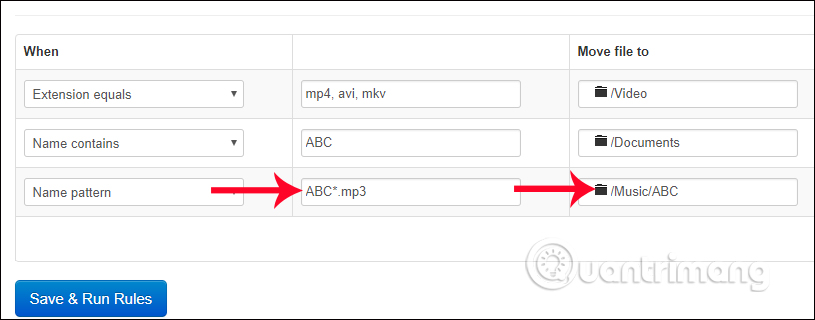 When Move file to
Extension equals mp4, avi, mkv /Video
Name contains ABC /Documents
Name pattern ABC*.mp3 /Music/ABC
Quantrimang
Save & Run Rules